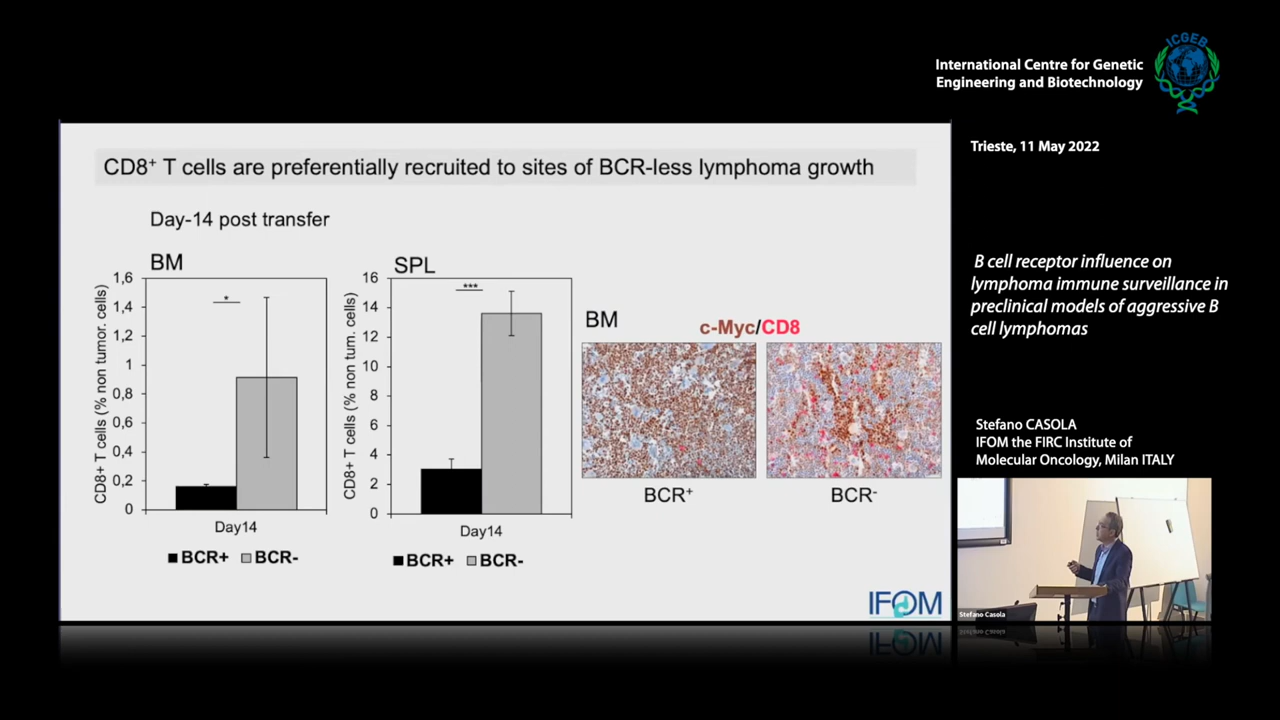 ICGEB
International Centre for Genetic
Engineering and Biotechnology
Trieste, 11 May 2022
CD8+ T cells are preferentially recruited to sites of BCR-less lymphoma growth
Day-14 post transfer
BM
CD8+ T cells (% non tumor. cells)
1,6
1,4
1,2
1
0,8
0,6
0,4
0,2
0
*
Day14
BCR+
BCR-
SPL
CD8+ T cells (% non tum. cells)
16
14
12
10
8
6
4
2
0
***
Day14
BCR+
BCR-
BM
c-Myc/CD8
BCR+
BCR-
IFOM
B cell receptor influence on
lymphoma immune surveillance in
preclinical models of aggressive B
cell lymphomas
Stefano CASOLA
IFOM the FIRC Institute of
Molecular Oncology, Milan ITALY
Stefano Casola